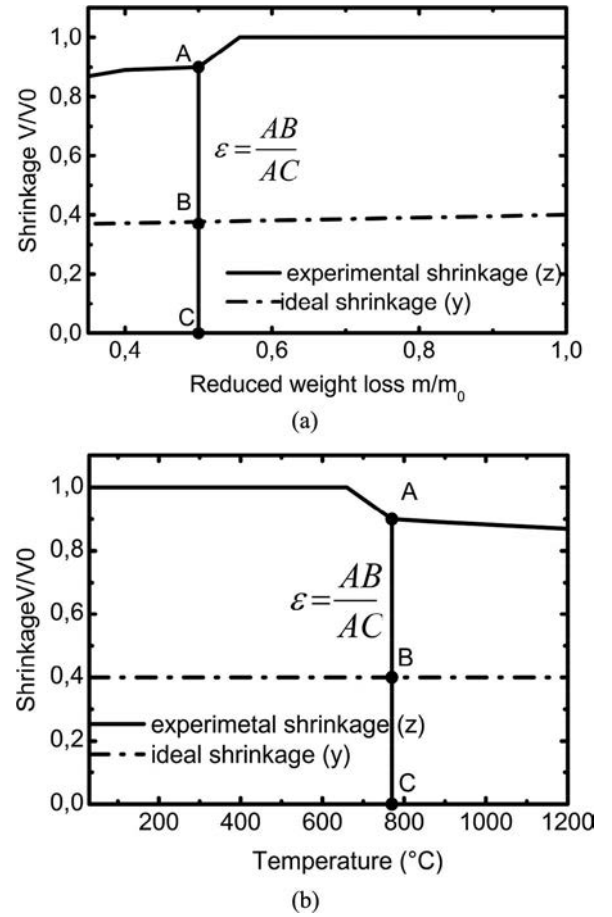 1,0
A
0,8
ε = AB/AC
0,6
Shrinkage V/V0
B
0,4
experimental shrinkage (z)
0,2
ideal shrinkage (y)
C
0,0
0,4 0,6 0,8 1,0
Reduced weight loss m/m₀
(a)
1,0
A
0,8
ε = AB/AC
0,6
ShrinkageV/V0
B
0,4
experimetal shrinkage (z)
0,2
ideal shrinkage (y)
C
0,0
200 400 600 800 1000 1200
Temperature (°C)
(b)